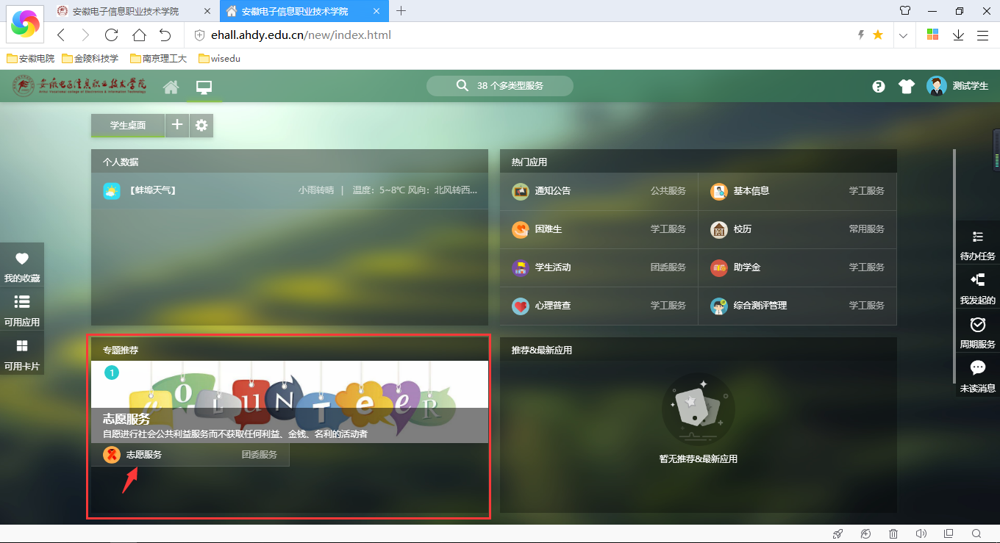 安徽电子信息职业技术学院
安徽电子信息职业技术学院
ehall.ahdy.edu.cn/new/index.html
安徽电院
金陵科技学
南京理工大
wisedu
安徽电子信息职业技术学院
38 个多类型服务
测试学生
学生桌面
个人数据
【蚌埠天气】
小雨转晴 | 温度：5~8℃ 风向：北风转西...
热门应用
通知公告 公共服务
基本信息 学工服务
困难生 学工服务
校历 常用服务
学生活动 团委服务
助学金 学工服务
心理普查 学工服务
综合测评管理 学工服务
我的收藏
可用应用
可用卡片
待办任务
我发起的
周期服务
未读消息
专题推荐
1
VOLUNTeeR
志愿服务
自愿进行社会公共利益服务而不获取任何利益、金钱、名利的活动者
志愿服务 团委服务
推荐&最新应用
暂无推荐&最新应用